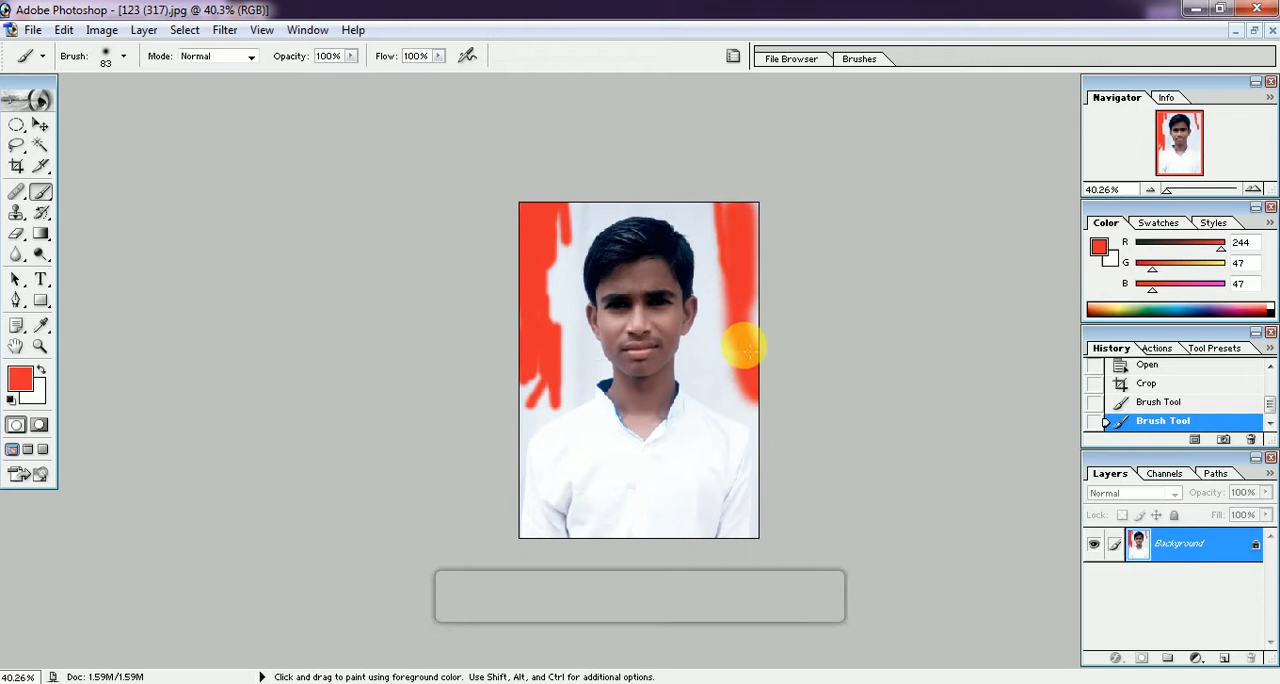 Adobe Photoshop - [123 (317).jpg @ 40.3% (RGB)]
File Edit Image Layer Select Filter View Window Help
Brush: 83 Mode: Normal Opacity: 100% Flow: 100% File Browser Brushes
Navigator Info
40.26%
Color Swatches Styles
R 244
G 47
B 47
History Actions Tool Presets
Open
Crop
Brush Tool
Brush Tool
Layers Channels Paths
Normal Opacity: 100%
Lock: Fill: 100%
Background
40.26% Doc: 1.59M/1.59M Click and drag to paint using foreground color. Use Shift, Alt, and Ctrl for additional options.